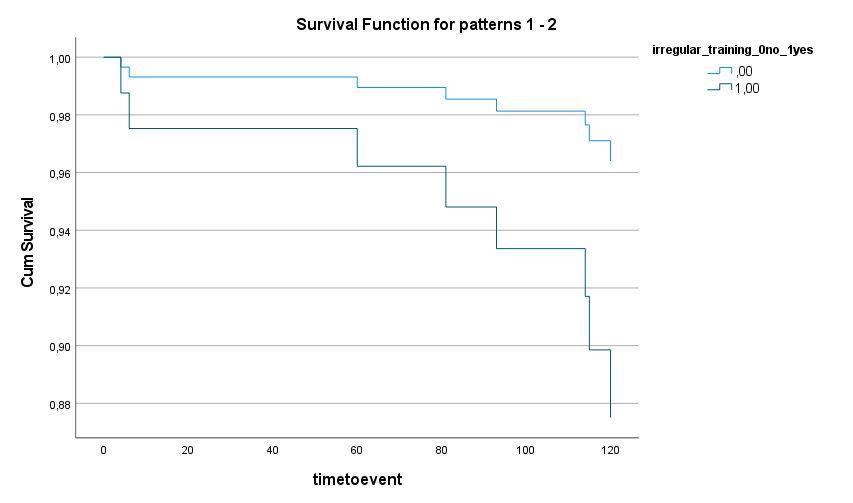 Survival Function for patterns 1 - 2
irregular_training_0no_1yes
,00
1,00
Cum Survival
1,00
0,98
0,96
0,94
0,92
0,90
0,88
0 20 40 60 80 100 120
timetoevent